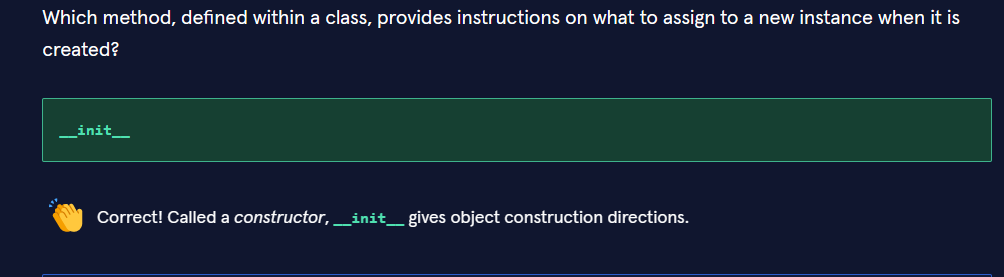 Which method, defined within a class, provides instructions on what to assign to a new instance when it is
created?
__init__
Correct! Called a constructor, __init__ gives object construction directions.